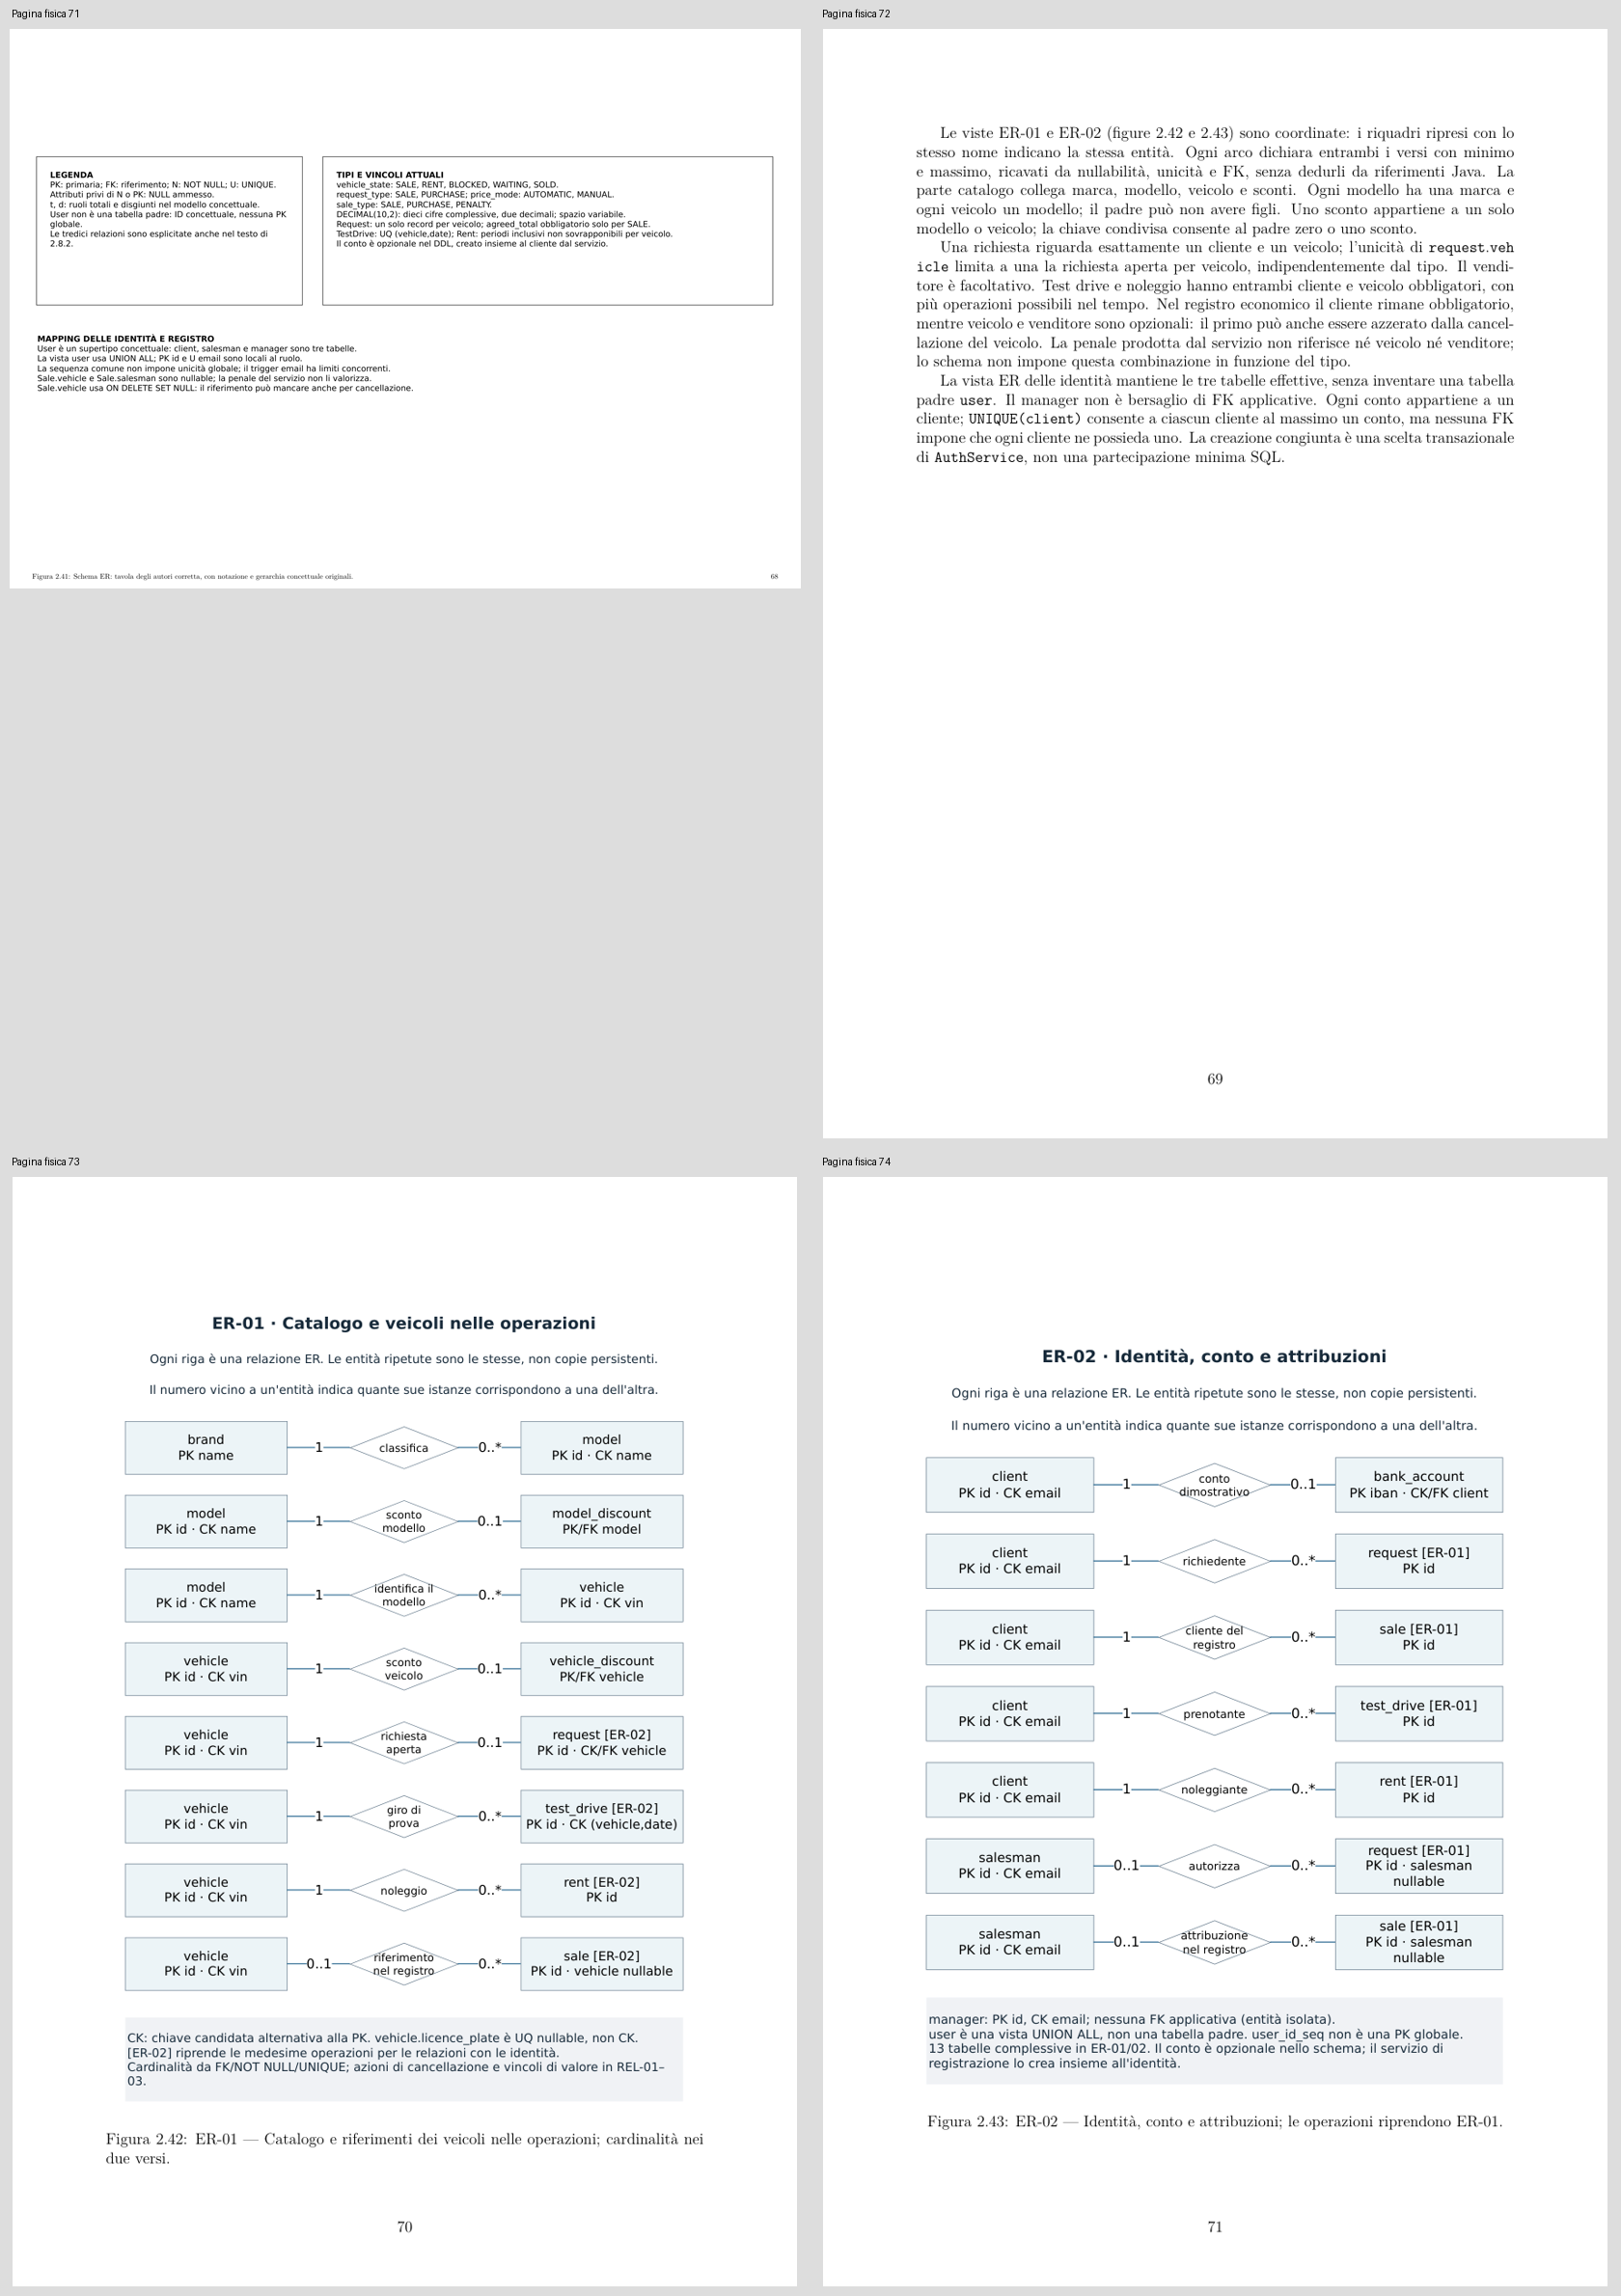 Pagina fisica 71
LEGENDA
PK: primaria; FK: riferimento; N: NOT NULL; U: UNIQUE.
Attributi privi di N o PK: NULL ammesso.
t, d: ruoli totali e disgiunti nel modello concettuale.
User non è una tabella padre: ID concettuale, nessuna PK
globale.
Le tredici relazioni sono esplicitate anche nel testo di
2.8.2.
TIPI E VINCOLI ATTUALI
vehicle_state: SALE, RENT, BLOCKED, WAITING, SOLD.
request_type: SALE, PURCHASE; price_mode: AUTOMATIC, MANUAL.
sale_type: SALE, PURCHASE, PENALTY.
DECIMAL(10,2): dieci cifre complessive, due decimali; spazio variabile.
Request: un solo record per veicolo; agreed_total obbligatorio solo per SALE.
TestDrive: UQ (vehicle,date); Rent: periodi inclusivi non sovrapponibili per veicolo.
Il conto è opzionale nel DDL, creato insieme al cliente dal servizio.
MAPPING DELLE IDENTITÀ E REGISTRO
User è un supertipo concettuale: client, salesman e manager sono tre tabelle.
La vista user usa UNION ALL; PK id e U email sono locali al ruolo.
La sequenza comune non impone unicità globale; il trigger email ha limiti concorrenti.
Sale.vehicle e Sale.salesman sono nullable; la penale del servizio non li valorizza.
Sale.vehicle usa ON DELETE SET NULL: il riferimento può mancare anche per cancellazione.
Figura 2.41: Schema ER: tavola degli autori corretta, con notazione e gerarchia concettuale originali.
68
Pagina fisica 72
Le viste ER-01 e ER-02 (figure 2.42 e 2.43) sono coordinate: i riquadri ripresi con lo
stesso nome indicano la stessa entità. Ogni arco dichiara entrambi i versi con minimo
e massimo, ricavati da nullabilità, unicità e FK, senza dedurli da riferimenti Java. La
parte catalogo collega marca, modello, veicolo e sconti. Ogni modello ha una marca e
ogni veicolo un modello; il padre può non avere figli. Uno sconto appartiene a un solo
modello o veicolo; la chiave condivisa consente al padre zero o uno sconto.
Una richiesta riguarda esattamente un cliente e un veicolo; l'unicità di request.veh
icle limita a una la richiesta aperta per veicolo, indipendentemente dal tipo. Il vendi-
tore è facoltativo. Test drive e noleggio hanno entrambi cliente e veicolo obbligatori, con
più operazioni possibili nel tempo. Nel registro economico il cliente rimane obbligatorio,
mentre veicolo e venditore sono opzionali: il primo può anche essere azzerato dalla cancel-
lazione del veicolo. La penale prodotta dal servizio non riferisce né veicolo né venditore;
lo schema non impone questa combinazione in funzione del tipo.
La vista ER delle identità mantiene le tre tabelle effettive, senza inventare una tabella
padre user. Il manager non è bersaglio di FK applicative. Ogni conto appartiene a un
cliente; UNIQUE(client) consente a ciascun cliente al massimo un conto, ma nessuna FK
impone che ogni cliente ne possieda uno. La creazione congiunta è una scelta transazionale
di AuthService, non una partecipazione minima SQL.
69
Pagina fisica 73
ER-01 · Catalogo e veicoli nelle operazioni
Ogni riga è una relazione ER. Le entità ripetute sono le stesse, non copie persistenti.
Il numero vicino a un'entità indica quante sue istanze corrispondono a una dell'altra.
brand
PK name
1
classifica
0..*
model
PK id · CK name
model
PK id · CK name
1
sconto
modello
0..1
model_discount
PK/FK model
model
PK id · CK name
1
identifica il
modello
0..*
vehicle
PK id · CK vin
vehicle
PK id · CK vin
1
sconto
veicolo
0..1
vehicle_discount
PK/FK vehicle
vehicle
PK id · CK vin
1
richiesta
aperta
0..1
request [ER-02]
PK id · CK/FK vehicle
vehicle
PK id · CK vin
1
giro di
prova
0..*
test_drive [ER-02]
PK id · CK (vehicle,date)
vehicle
PK id · CK vin
1
noleggio
0..*
rent [ER-02]
PK id
vehicle
PK id · CK vin
0..1
riferimento
nel registro
0..*
sale [ER-02]
PK id · vehicle nullable
CK: chiave candidata alternativa alla PK. vehicle.licence_plate è UQ nullable, non CK.
[ER-02] riprende le medesime operazioni per le relazioni con le identità.
Cardinalità da FK/NOT NULL/UNIQUE; azioni di cancellazione e vincoli di valore in REL-01–
03.
Figura 2.42: ER-01 — Catalogo e riferimenti dei veicoli nelle operazioni; cardinalità nei
due versi.
70
Pagina fisica 74
ER-02 · Identità, conto e attribuzioni
Ogni riga è una relazione ER. Le entità ripetute sono le stesse, non copie persistenti.
Il numero vicino a un'entità indica quante sue istanze corrispondono a una dell'altra.
client
PK id · CK email
1
conto
dimostrativo
0..1
bank_account
PK iban · CK/FK client
client
PK id · CK email
1
richiedente
0..*
request [ER-01]
PK id
client
PK id · CK email
1
cliente del
registro
0..*
sale [ER-01]
PK id
client
PK id · CK email
1
prenotante
0..*
test_drive [ER-01]
PK id
client
PK id · CK email
1
noleggiante
0..*
rent [ER-01]
PK id
salesman
PK id · CK email
0..1
autorizza
0..*
request [ER-01]
PK id · salesman
nullable
salesman
PK id · CK email
0..1
attribuzione
nel registro
0..*
sale [ER-01]
PK id · salesman
nullable
manager: PK id, CK email; nessuna FK applicativa (entità isolata).
user è una vista UNION ALL, non una tabella padre. user_id_seq non è una PK globale.
13 tabelle complessive in ER-01/02. Il conto è opzionale nello schema; il servizio di
registrazione lo crea insieme all'identità.
Figura 2.43: ER-02 — Identità, conto e attribuzioni; le operazioni riprendono ER-01.
71